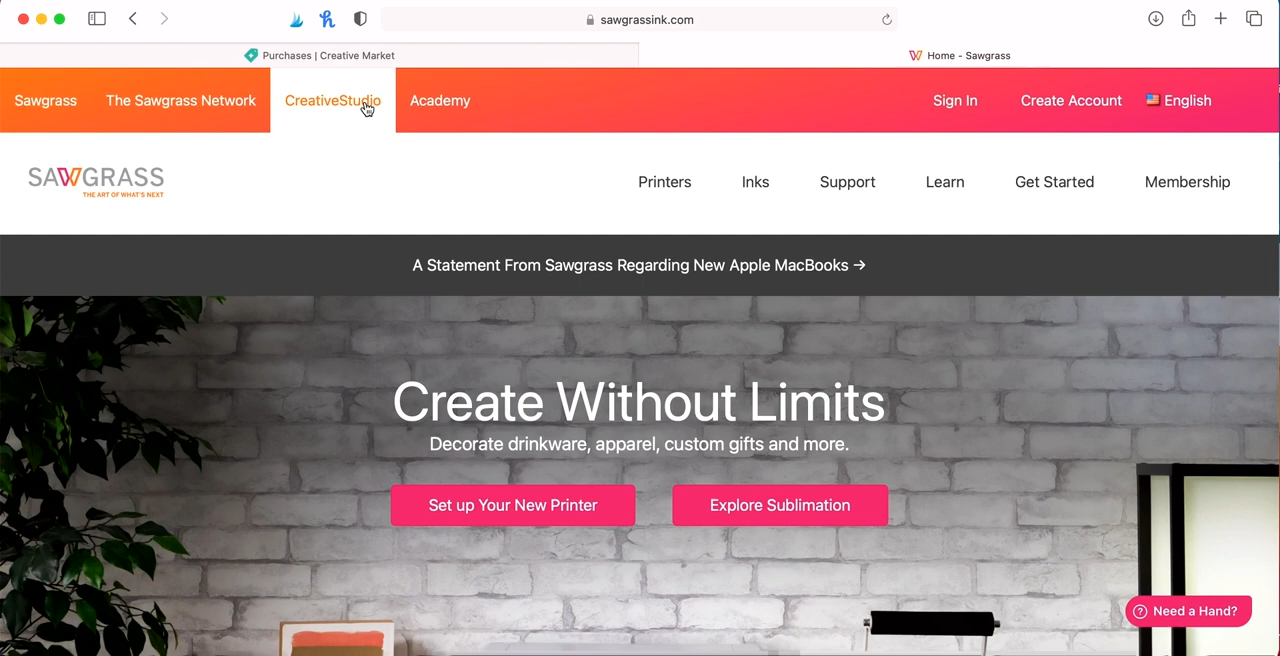 sawgrassink.com
Purchases | Creative Market
Home - Sawgrass
Sawgrass The Sawgrass Network CreativeStudio Academy Sign In Create Account English
SAWGRASS
THE ART OF WHAT'S NEXT
Printers Inks Support Learn Get Started Membership
A Statement From Sawgrass Regarding New Apple MacBooks →
Create Without Limits
Decorate drinkware, apparel, custom gifts and more.
Set up Your New Printer Explore Sublimation
Need a Hand?